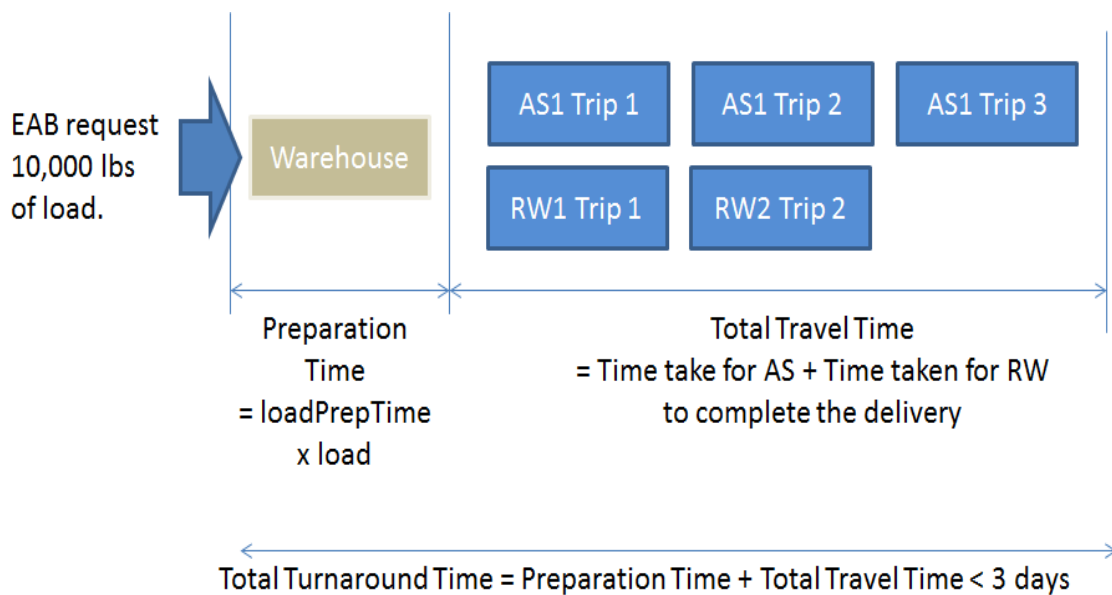 EAB request
10,000 lbs
of load.
Warehouse
AS1 Trip 1
AS1 Trip 2
AS1 Trip 3
RW1 Trip 1
RW2 Trip 2
Preparation
Time
= loadPrepTime
x load
Total Travel Time
= Time take for AS + Time taken for RW
to complete the delivery
Total Turnaround Time = Preparation Time + Total Travel Time < 3 days